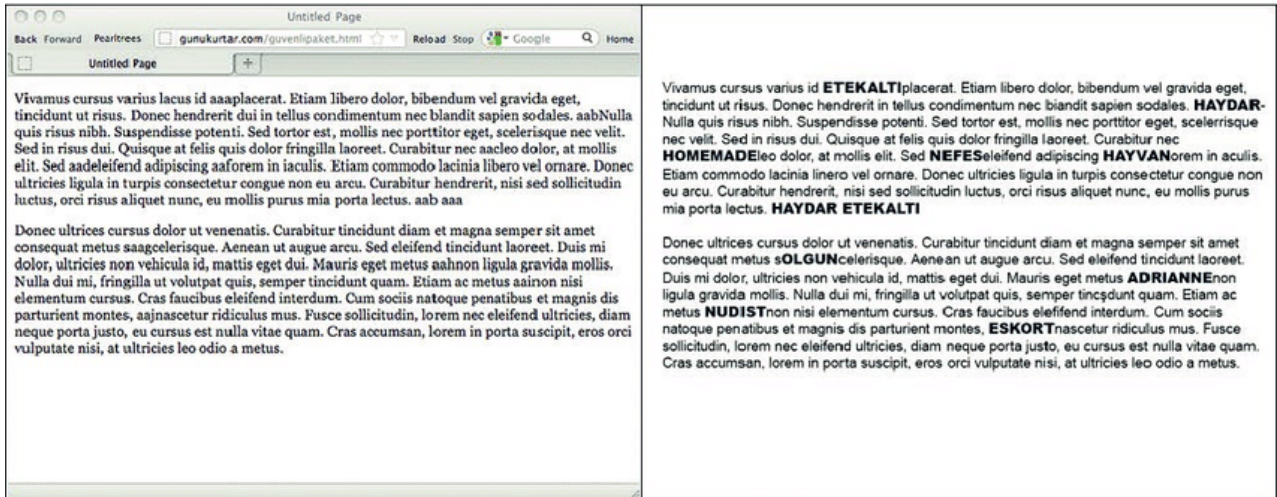 Untitled Page
Back Forward Pearltrees gunukurtar.com/guvenlipaket.html Reload Stop Google Home
Untitled Page +
Vivamus cursus varius lacus id aaaplacerat. Etiam libero dolor, bibendum vel gravida eget,
tincidunt ut risus. Donec hendrerit dui in tellus condimentum nec blandit sapien sodales. aabNulla
quis risus nibh. Suspendisse potenti. Sed tortor est, mollis nec porttitor eget, scelerisque nec velit.
Sed in risus dui. Quisque at felis quis dolor fringilla laoreet. Curabitur nec aacleo dolor, at mollis
elit. Sed aadeleifend adipiscing aaforem in iaculis. Etiam commodo lacinia libero vel ornare. Donec
ultricies ligula in turpis consectetur congue non eu arcu. Curabitur hendrerit, nisi sed sollicitudin
luctus, orci risus aliquet nunc, eu mollis purus mia porta lectus. aab aaa
Donec ultrices cursus dolor ut venenatis. Curabitur tincidunt diam et magna semper sit amet
consequat metus saagcelerisque. Aenean ut augue arcu. Sed eleifend tincidunt laoreet. Duis mi
dolor, ultricies non vehicula id, mattis eget dui. Mauris eget metus aahnon ligula gravida mollis.
Nulla dui mi, fringilla ut volutpat quis, semper tincidunt quam. Etiam ac metus aainon nisi
elementum cursus. Cras faucibus eleifend interdum. Cum sociis natoque penatibus et magnis dis
parturient montes, aajnascetur ridiculus mus. Fusce sollicitudin, lorem nec eleifend ultricies, diam
neque porta justo, eu cursus est nulla vitae quam. Cras accumsan, lorem in porta suscipit, eros orci
vulputate nisi, at ultricies leo odio a metus.
Vivamus cursus varius id ETEKALTIplacerat. Etiam libero dolor, bibendum vel gravida eget,
tincidunt ut risus. Donec hendrerit in tellus condimentum nec biandit sapien sodales. HAYDAR-
Nulla quis risus nibh. Suspendisse potenti. Sed tortor est, mollis nec porttitor eget, scelerrisque
nec velit. Sed in risus dui. Quisque at felis quis dolor fringilla laoreet. Curabitur nec
HOMEMADEleo dolor, at mollis elit. Sed NEFESeleifend adipiscing HAYVANorem in aculis.
Etiam commodo lacinia linero vel ornare. Donec ultricies ligula in turpis consectetur congue non
eu arcu. Curabitur hendrerit, nisi sed sollicitudin luctus, orci risus aliquet nunc, eu mollis purus
mia porta lectus. HAYDAR ETEKALTI
Donec ultrices cursus dolor ut venenatis. Curabitur tincidunt diam et magna semper sit amet
consequat metus sOLGUNcelerisque. Aenean ut augue arcu. Sed eleifend tincidunt laoreet.
Duis mi dolor, ultricies non vehicula id, mattis eget dui. Mauris eget metus ADRIANNEnon
ligula gravida mollis. Nulla dui mi, fringilla ut volutpat quis, semper tincşdunt quam. Etiam ac
metus NUDISTnon nisi elementum cursus. Cras faucibus elefifend interdum. Cum sociis
natoque penatibus et magnis dis parturient montes, ESKORTnascetur ridiculus mus. Fusce
sollicitudin, lorem nec eleifend ultricies, diam neque porta justo, eu cursus est nulla vitae quam.
Cras accumsan, lorem in porta suscipit, eros orci vulputate nisi, at ultricies leo odio a metus.